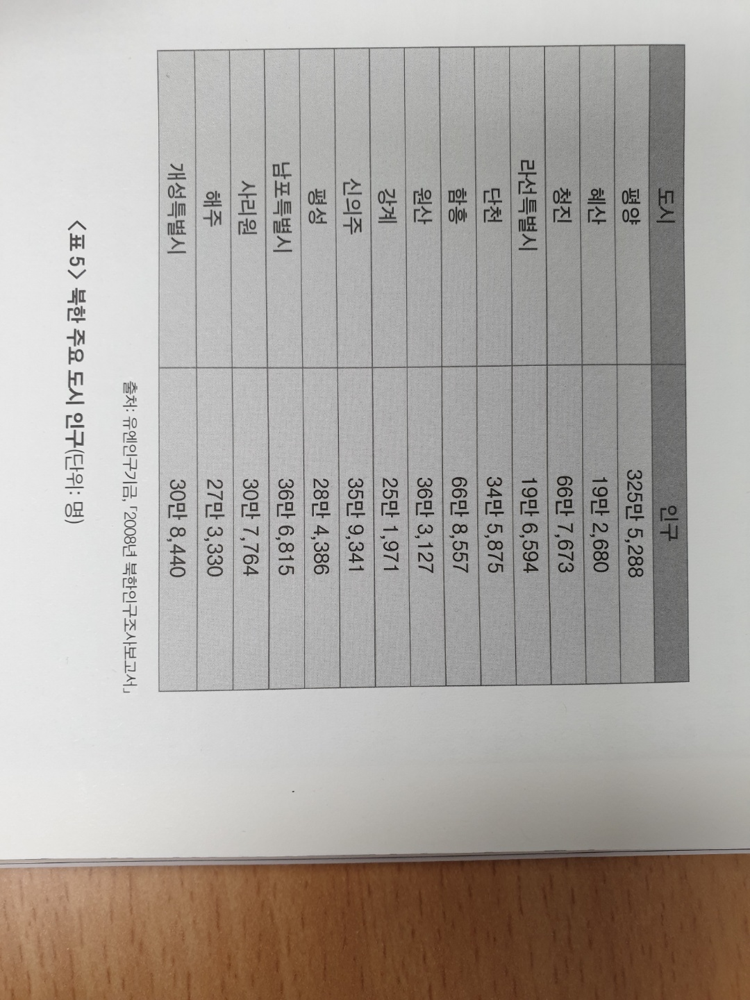 도시 인구
평양 325만 5,288
혜산 19만 2,680
청진 66만 7,673
라선특별시 19만 6,594
단천 34만 5,875
함흥 66만 8,557
원산 36만 3,127
강계 25만 1,971
신의주 35만 9,341
평성 28만 4,386
남포특별시 36만 6,815
사리원 30만 7,764
해주 27만 3,330
개성특별시 30만 8,440
출처: 유엔인구기금, 「2008년 북한인구조사보고서」
<표 5> 북한 주요 도시 인구(단위: 명)